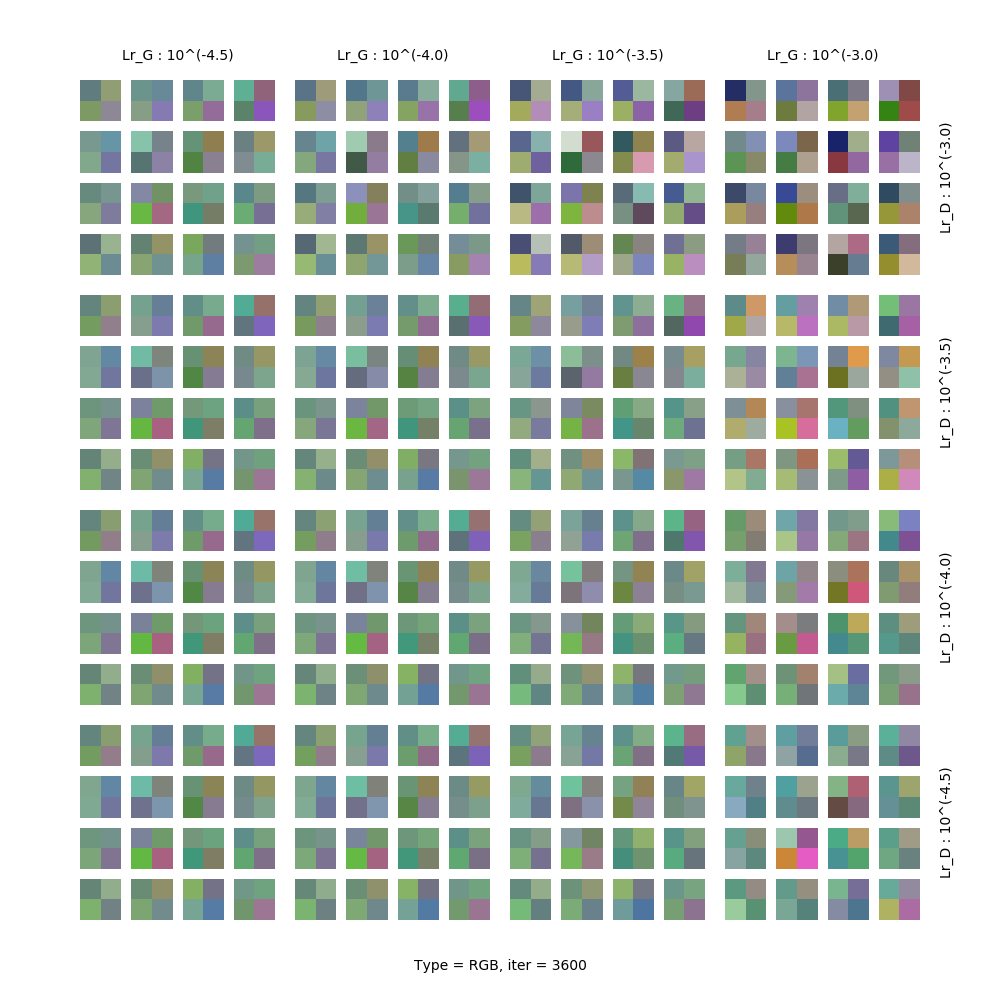 Lr_G : 10^(-4.5)
Lr_G : 10^(-4.0)
Lr_G : 10^(-3.5)
Lr_G : 10^(-3.0)
Lr_D : 10^(-3.0)
Lr_D : 10^(-3.5)
Lr_D : 10^(-4.0)
Lr_D : 10^(-4.5)
Type = RGB, iter = 3600